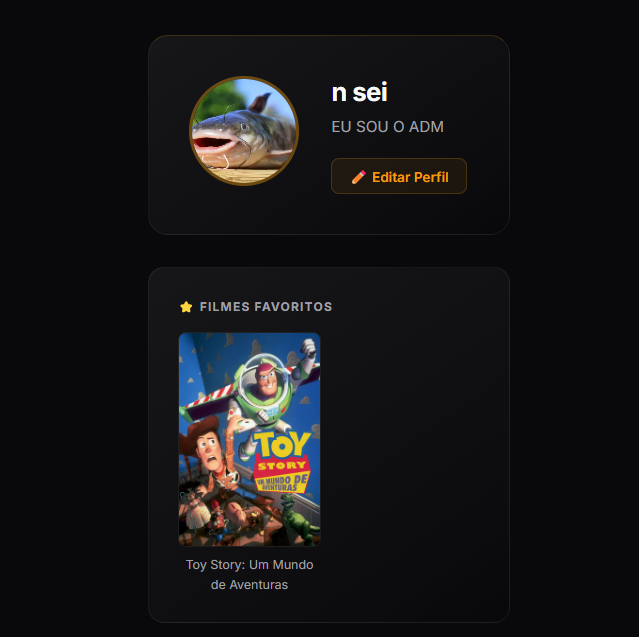 n sei
EU SOU O ADM
Editar Perfil
FILMES FAVORITOS
TOY
STORY
UM MUNDO DE
AVENTURAS
Toy Story: Um Mundo
de Aventuras